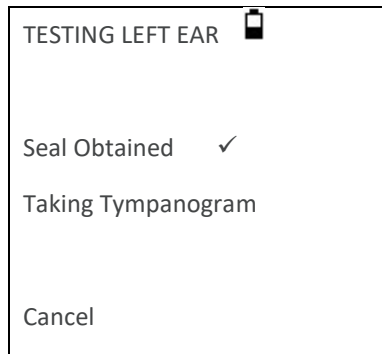 TESTING LEFT EAR
Seal Obtained ✓
Taking Tympanogram
Cancel